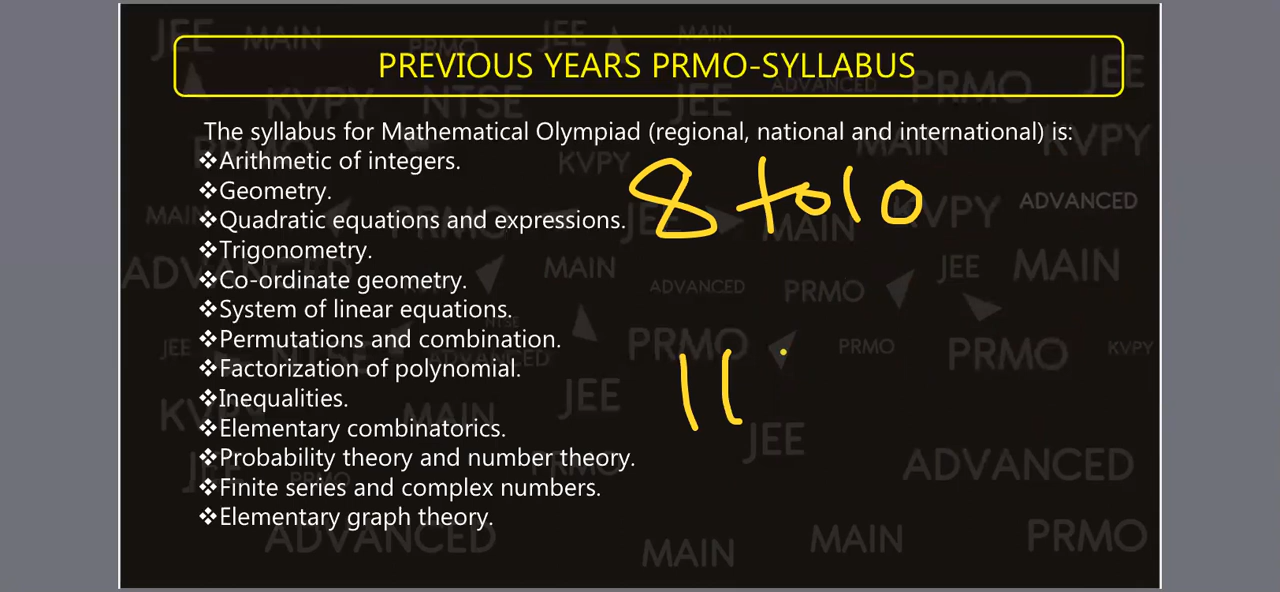 PREVIOUS YEARS PRMO-SYLLABUS
The syllabus for Mathematical Olympiad (regional, national and international) is:
❖Arithmetic of integers.
❖Geometry.
❖Quadratic equations and expressions.
8 to 10
❖Trigonometry.
❖Co-ordinate geometry.
❖System of linear equations.
❖Permutations and combination.
❖Factorization of polynomial.
11
❖Inequalities.
❖Elementary combinatorics.
❖Probability theory and number theory.
❖Finite series and complex numbers.
❖Elementary graph theory.